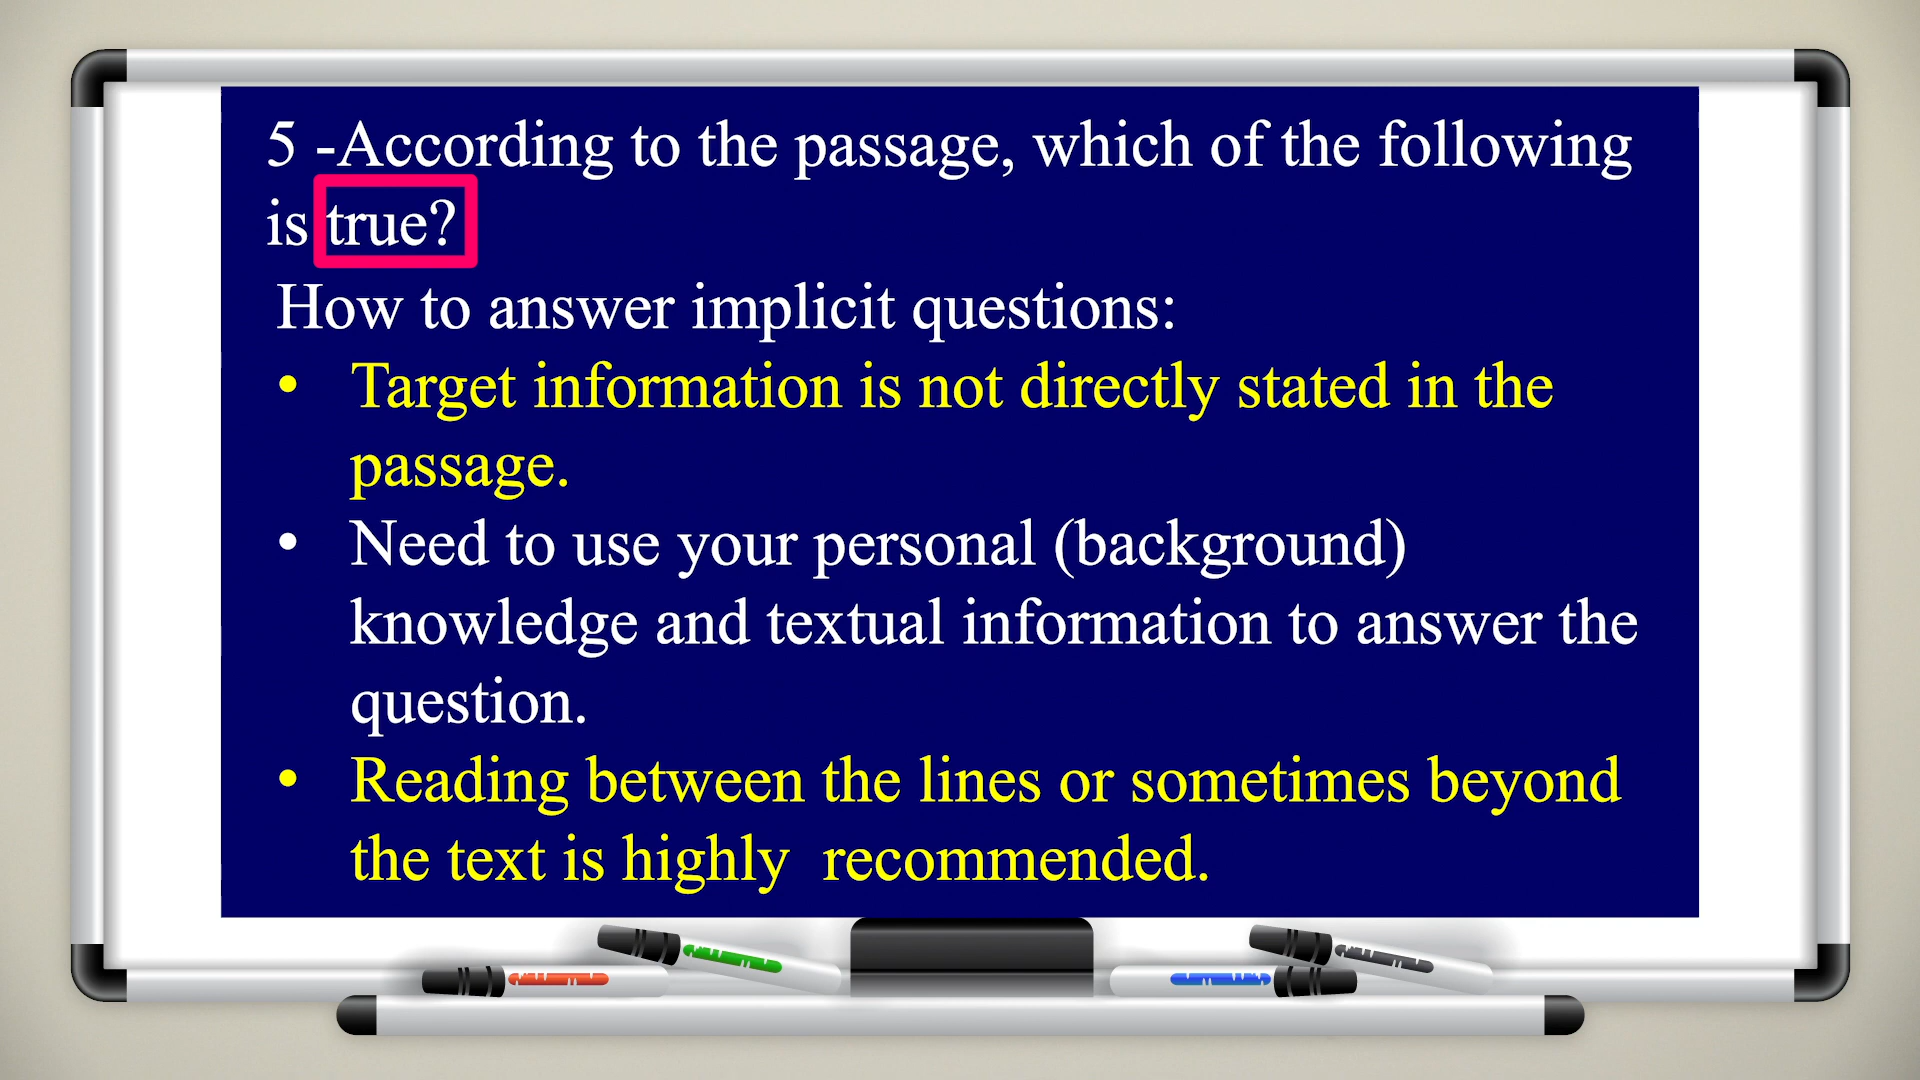 5 -According to the passage, which of the following
is true?
How to answer implicit questions:
• Target information is not directly stated in the
passage.
• Need to use your personal (background)
knowledge and textual information to answer the
question.
• Reading between the lines or sometimes beyond
the text is highly recommended.